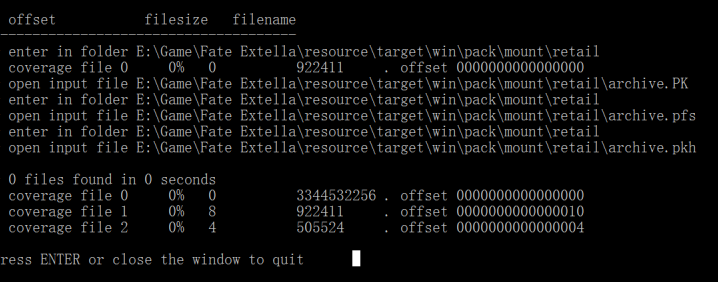 offset filesize filename
--------------------------------------
enter in folder E:\Game\Fate Extella\resource\target\win\pack\mount\retail
coverage file 0 0% 0 922411 . offset 0000000000000000
open input file E:\Game\Fate Extella\resource\target\win\pack\mount\retail\archive.PK
enter in folder E:\Game\Fate Extella\resource\target\win\pack\mount\retail
open input file E:\Game\Fate Extella\resource\target\win\pack\mount\retail\archive.pfs
enter in folder E:\Game\Fate Extella\resource\target\win\pack\mount\retail
open input file E:\Game\Fate Extella\resource\target\win\pack\mount\retail\archive.pkh
0 files found in 0 seconds
coverage file 0 0% 0 3344532256 . offset 0000000000000000
coverage file 1 0% 8 922411 . offset 0000000000000010
coverage file 2 0% 4 505524 . offset 0000000000000004
ress ENTER or close the window to quit